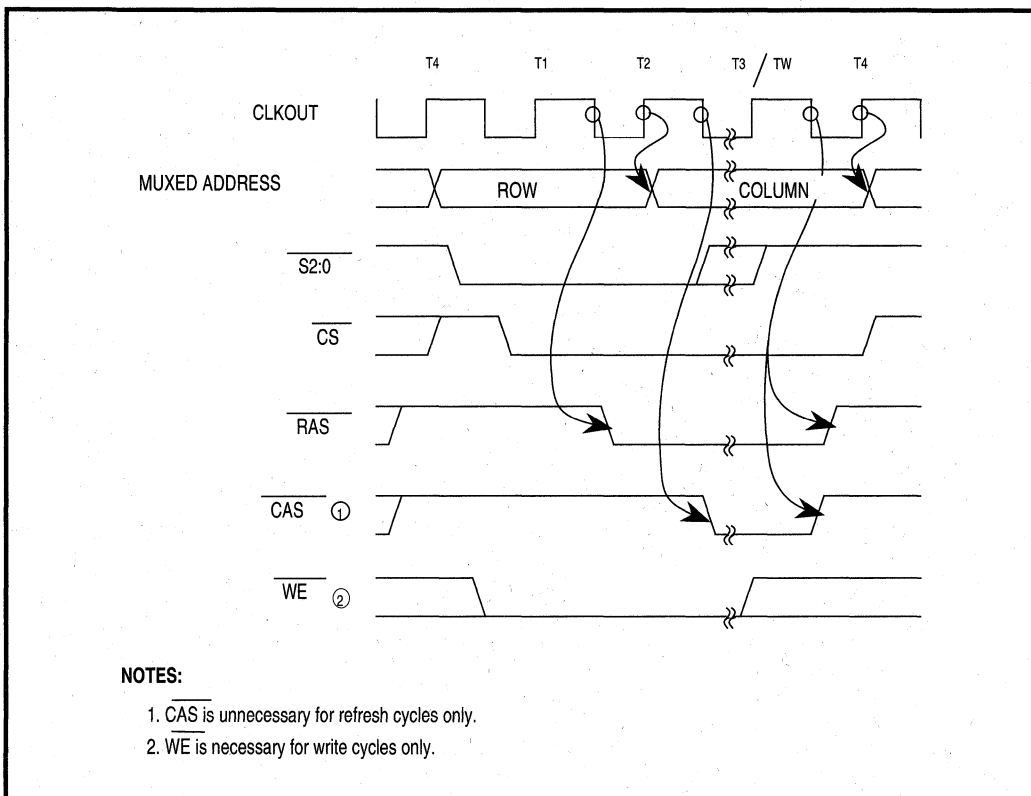 T4 T1 T2 T3 / TW T4
CLKOUT
MUXED ADDRESS ROW COLUMN
S2:0
CS
RAS
CAS ①
WE ②
NOTES:
1. CAS is unnecessary for refresh cycles only.
2. WE is necessary for write cycles only.